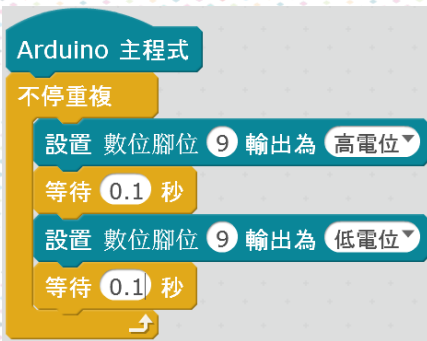 Arduino 主程式
不停重複
設置 數位腳位 9 輸出為 高電位
等待 0.1 秒
設置 數位腳位 9 輸出為 低電位
等待 0.1 秒